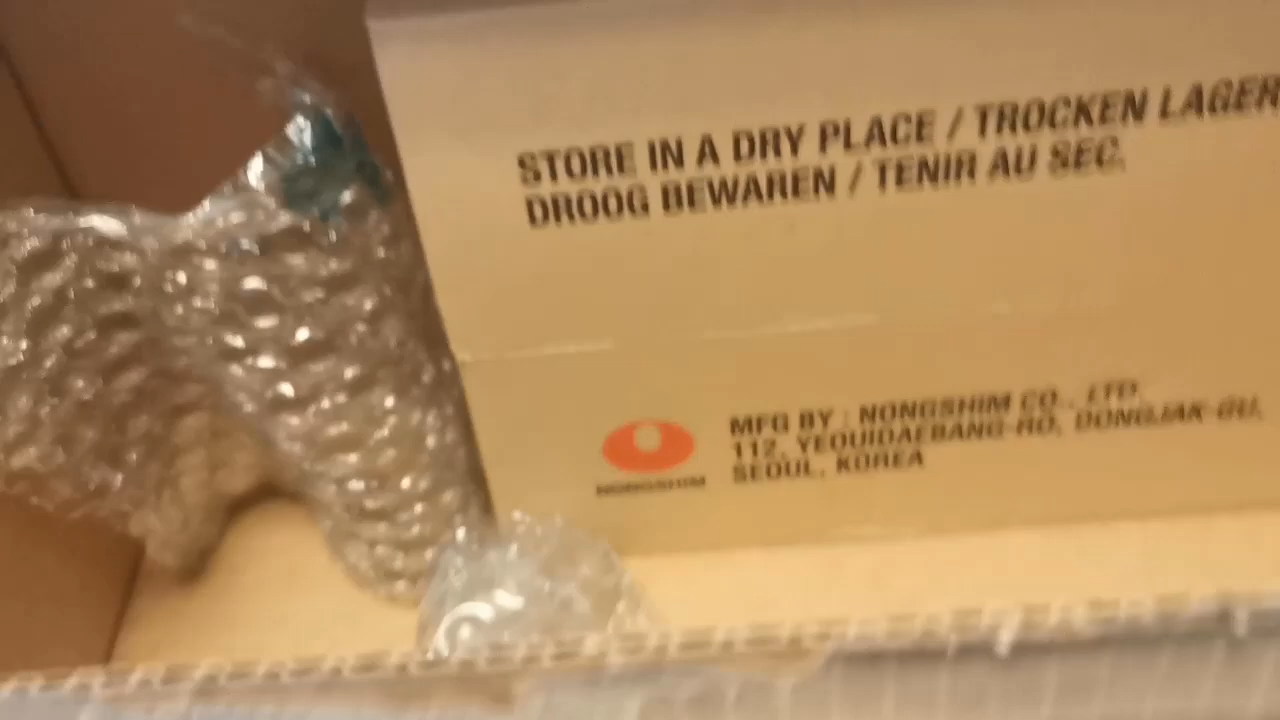 STORE IN A DRY PLACE / TROCKEN LAGER
DROOG BEWAREN / TENIR AU SEC.
MFG BY : NONGSHIM CO., LTD.
112, YEOUIDAEBANG-RO, DONGJAK-GU,
SEOUL, KOREA
NONGSHIM